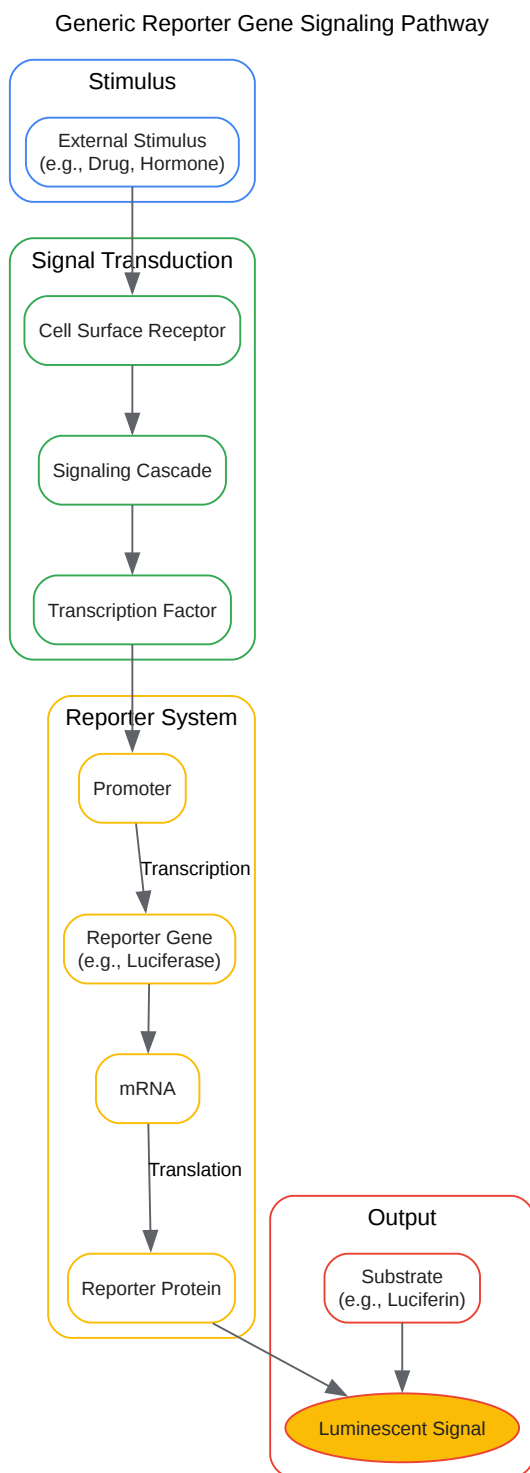 Generic Reporter Gene Signaling Pathway
Stimulus
External Stimulus
(e.g., Drug, Hormone)
Signal Transduction
Cell Surface Receptor
Signaling Cascade
Transcription Factor
Reporter System
Promoter
Transcription
Reporter Gene
(e.g., Luciferase)
mRNA
Translation
Reporter Protein
Output
Substrate
(e.g., Luciferin)
Luminescent Signal